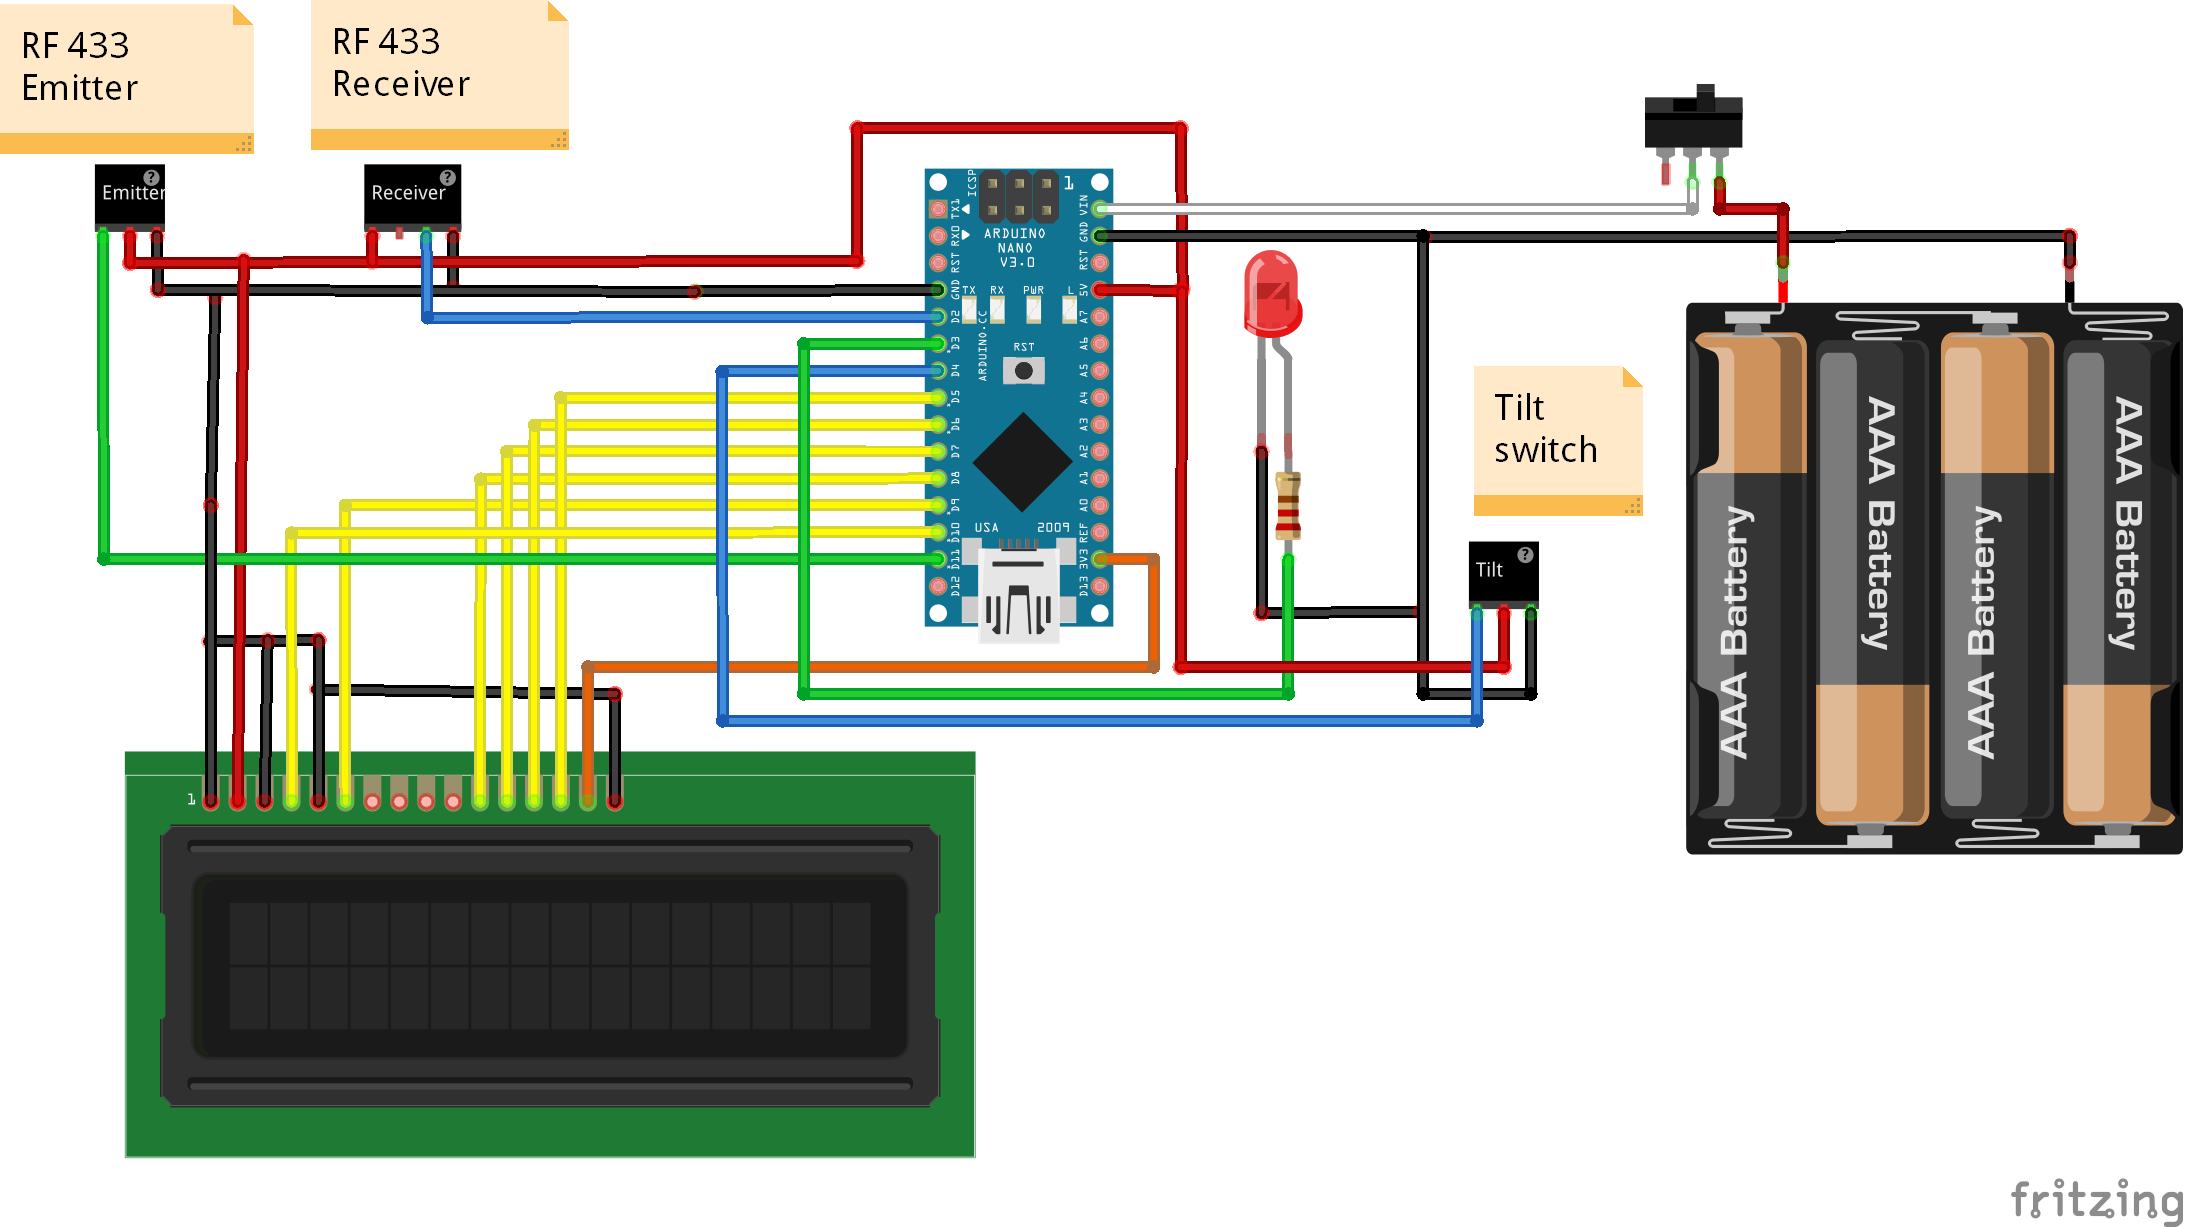 RF 433
Emitter
RF 433
Receiver
Emitter
?
Receiver
?
ICSP
1
TX1
RX0
RST
GND
D2
D3
D4
D5
D6
D7
D8
D9
D10
D11
D12
VIN
GND
RST
5V
A7
A6
A5
A4
A3
A2
A1
A0
REF
3V3
D13
ARDUINO
NANO
V3.0
TX
RX
PWR
L
ARDUINO.CC
RST
USA
2009
Tilt
switch
Tilt
?
AAA Battery
AAA Battery
AAA Battery
AAA Battery
1
fritzing